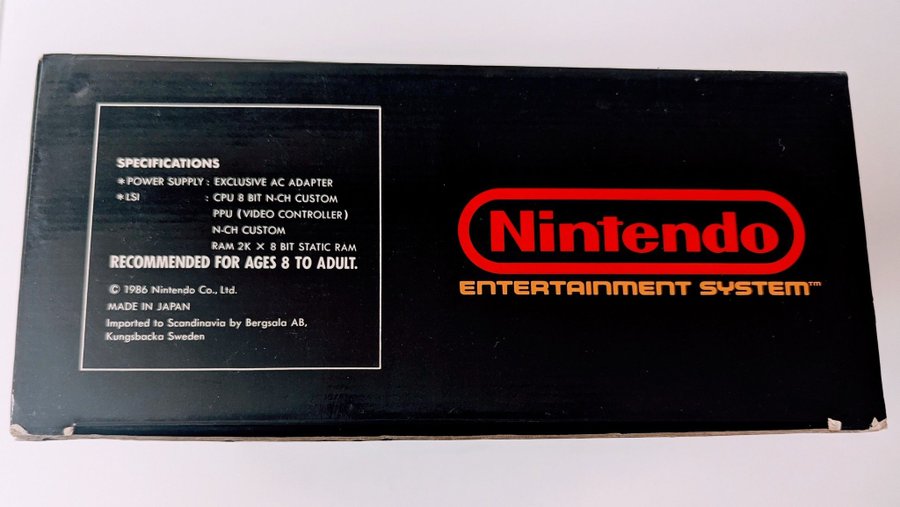 SPECIFICATIONS
*POWER SUPPLY : EXCLUSIVE AC ADAPTER
*LSI : CPU 8 BIT N-CH CUSTOM
PPU (VIDEO CONTROLLER)
N-CH CUSTOM
RAM 2K × 8 BIT STATIC RAM
RECOMMENDED FOR AGES 8 TO ADULT.
© 1986 Nintendo Co., Ltd.
MADE IN JAPAN
Imported to Scandinavia by Bergsala AB,
Kungsbacka Sweden
Nintendo
ENTERTAINMENT SYSTEM™